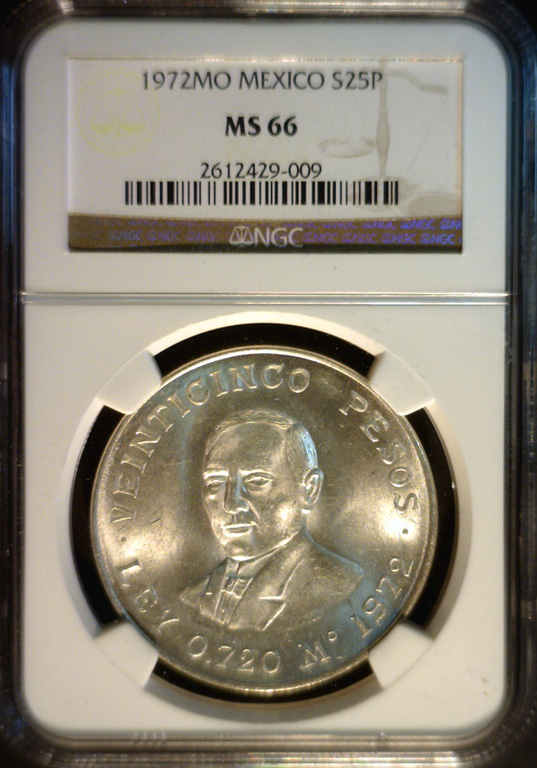 1972MO MEXICO S25P
MS 66
2612429-009
NGC
VEINTICINCO PESOS
LEY 0.720 Mº 1972